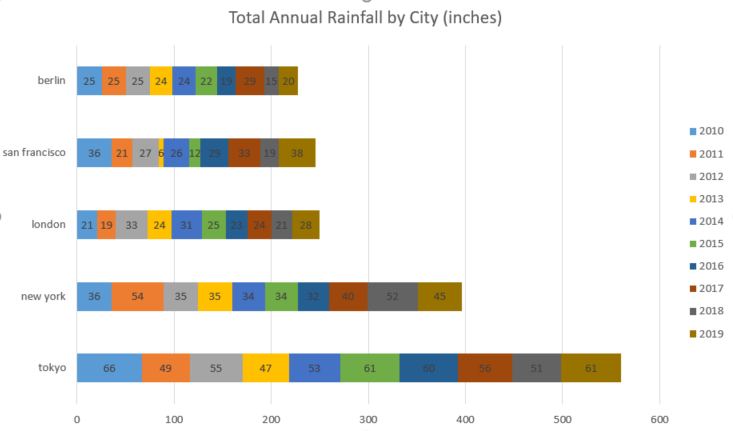 Total Annual Rainfall by City (inches)
berlin 25 25 25 24 24 22 19 29 15 20
san francisco 36 21 27 6 26 12 29 33 19 38
london 21 19 33 24 31 25 23 24 21 28
new york 36 54 35 35 34 34 32 40 52 45
tokyo 66 49 55 47 53 61 60 56 51 61
0 100 200 300 400 500 600
2010
2011
2012
2013
2014
2015
2016
2017
2018
2019